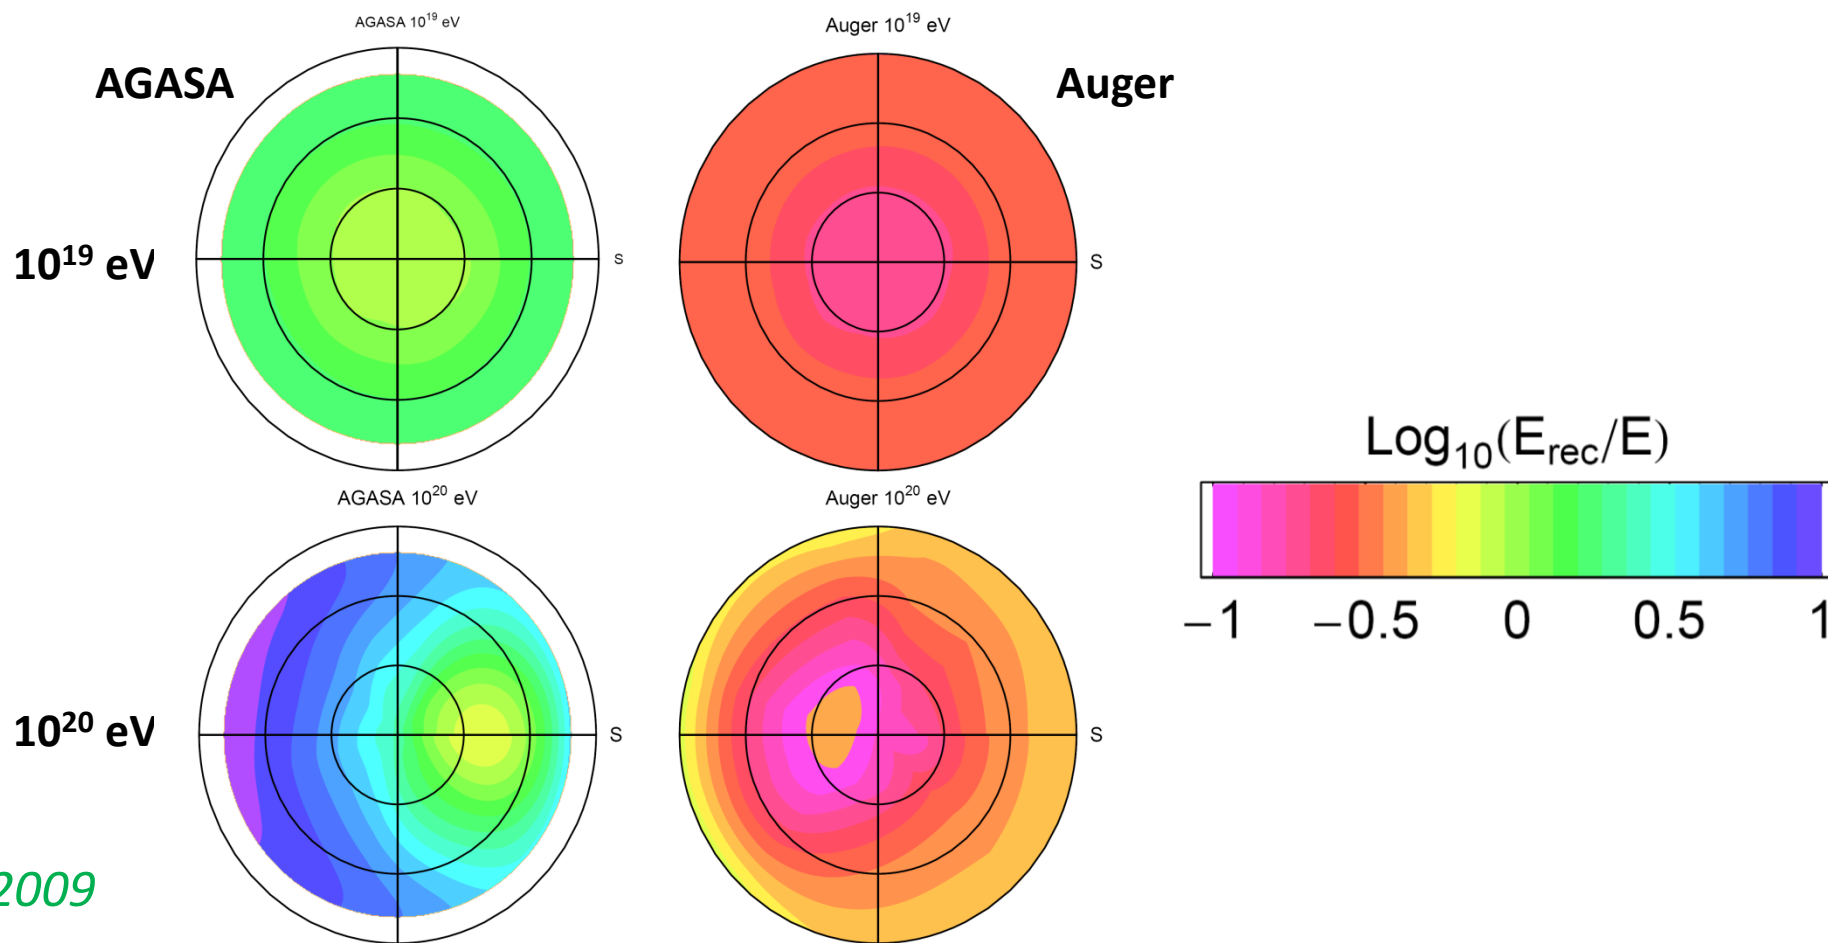 AGASA 10¹⁹ eV
Auger 10¹⁹ eV
AGASA
Auger
S
S
10¹⁹ eV
Log₁₀(E_rec/E)
−1 −0.5 0 0.5 1
AGASA 10²⁰ eV
Auger 10²⁰ eV
S
S
10²⁰ eV
2009